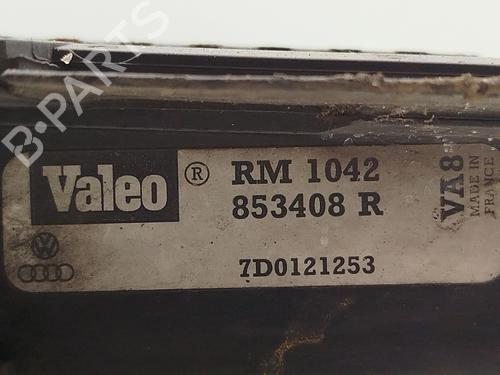 B-PARTS
Valeo ® RM 1042
853408 R
7D0121253
VA8
MADE IN
FRANCE